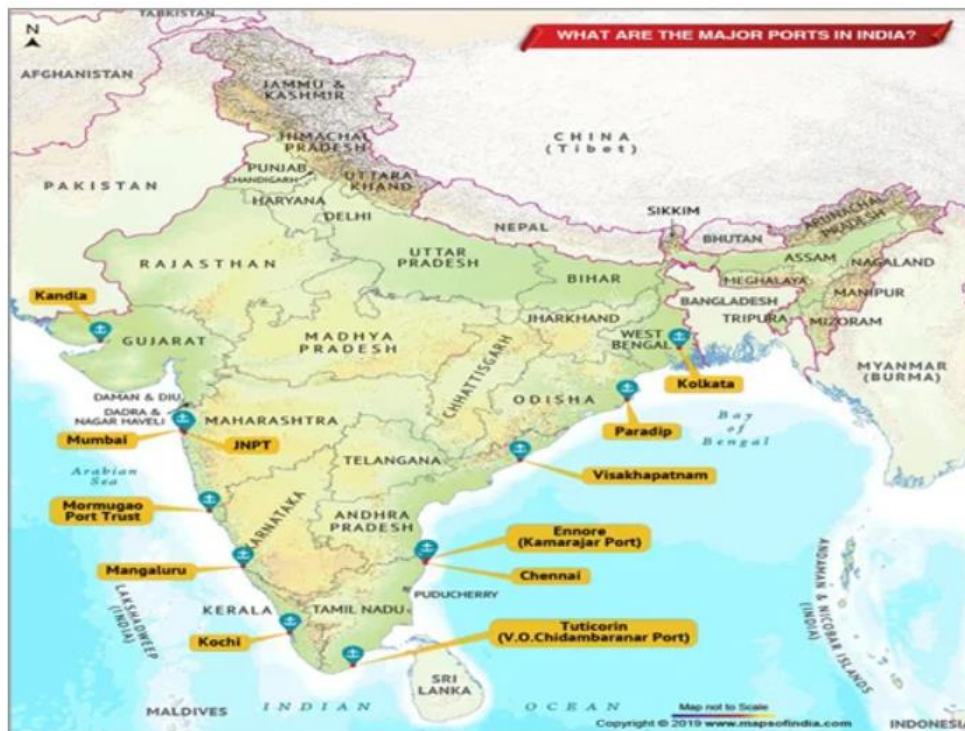 TABKISTAN
N
WHAT ARE THE MAJOR PORTS IN INDIA?
AFGHANISTAN
JAMMU &
KASHMIR
CHINA
(Tibet)
HIMACHAL
PRADESH
PUNJAB
CHANDIGARH
UTTARA
KHAND
PAKISTAN
HARYANA
DELHI
NEPAL
SIKKIM
BHUTAN
ARUNACHAL
PRADESH
RAJASTHAN
UTTAR
PRADESH
BIHAR
ASSAM
NAGALAND
MEGHALAYA
MANIPUR
BANGLADESH
TRIPURA
MIZORAM
Kandla
GUJARAT
MADHYA
PRADESH
JHARKHAND
WEST
BENGAL
CHHATTISGARH
MYANMAR
(BURMA)
Kolkata
DAMAN & DIU
DADRA &
NAGAR HAVELI
MAHARASHTRA
ODISHA
Paradip
Bay
of
Bengal
Mumbai
JNPT
TELANGANA
Visakhapatnam
Arabian
Sea
Mormugao
Port Trust
KARNATAKA
ANDHRA
PRADESH
Ennore
(Kamarajar Port)
Mangaluru
Chennai
PUDUCHERRY
LAKSHADWEEP
(INDIA)
KERALA
TAMIL NADU
Kochi
Tuticorin
(V.O.Chidambaranar Port)
ANDAMAN & NICOBAR ISLANDS
(INDIA)
SRI
LANKA
MALDIVES
INDIAN OCEAN
Map not to Scale
Copyright © 2019 www.mapsofindia.com
INDONESIA